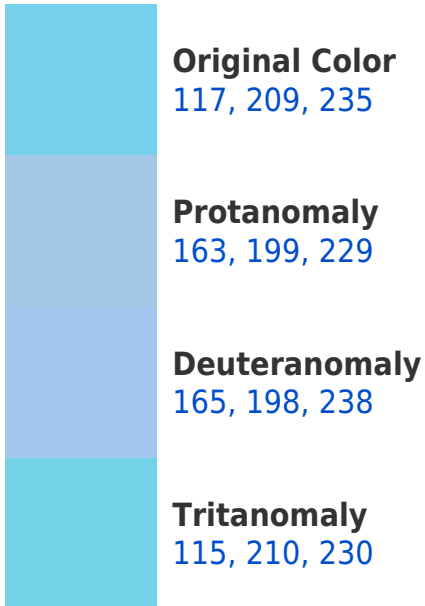 Original Color
117, 209, 235
Protanomaly
163, 199, 229
Deuteranomaly
165, 198, 238
Tritanomaly
115, 210, 230